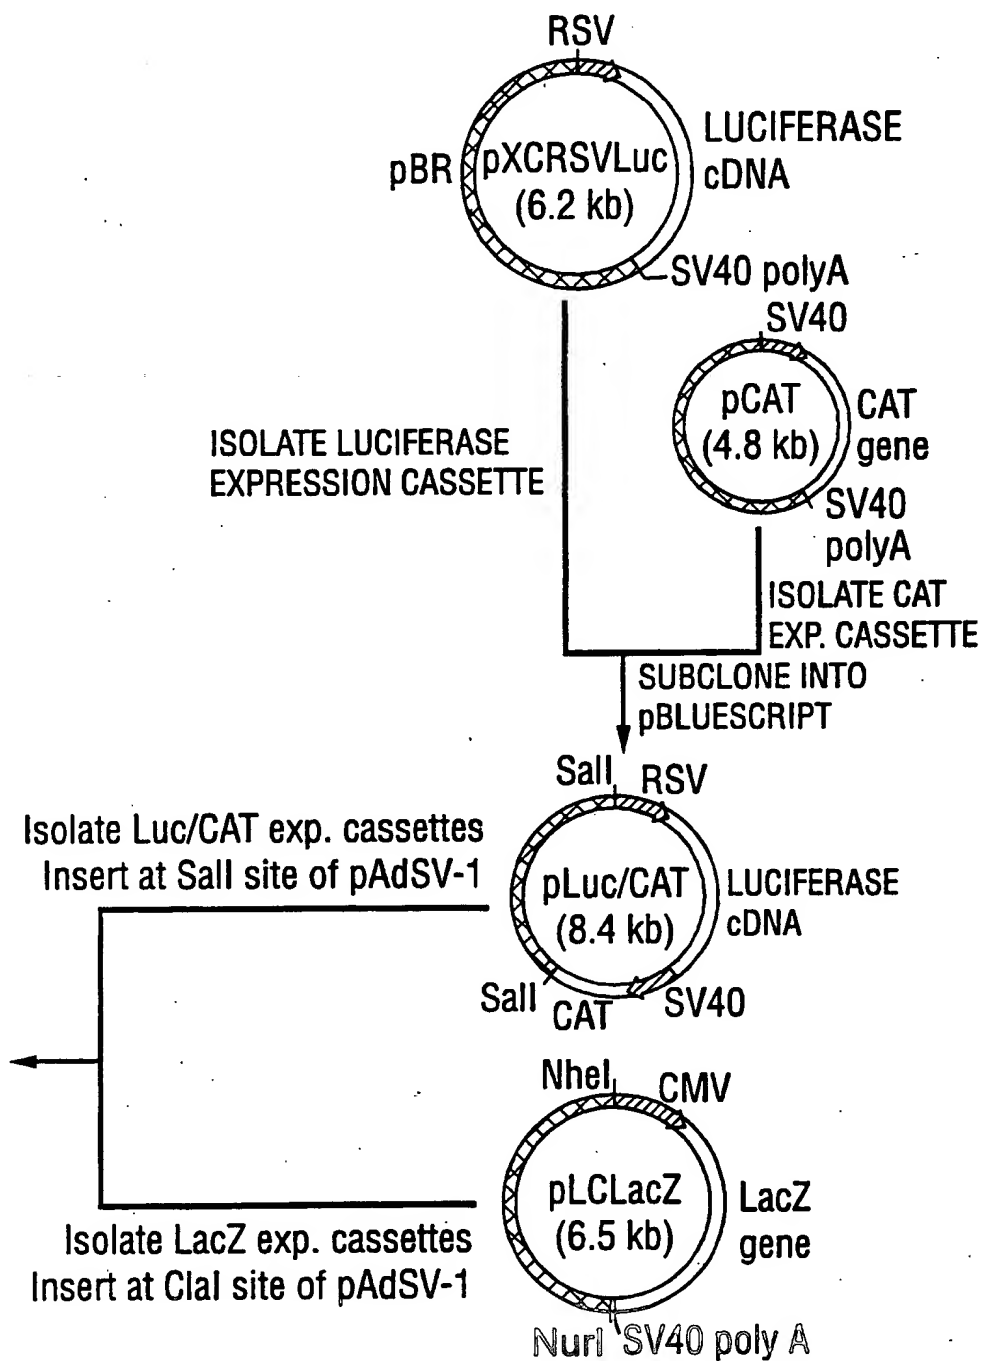 RSV
pBR
pXCRSVLuc
(6.2 kb)
LUCIFERASE
cDNA
SV40 polyA
SV40
pCAT
(4.8 kb)
CAT
gene
SV40
polyA
ISOLATE LUCIFERASE
EXPRESSION CASSETTE
ISOLATE CAT
EXP. CASSETTE
SUBCLONE INTO
pBLUESCRIPT
SalI
RSV
Isolate Luc/CAT exp. cassettes
Insert at SalI site of pAdSV-1
pLuc/CAT
(8.4 kb)
LUCIFERASE
cDNA
SalI
CAT
SV40
NheI
CMV
pLCLacZ
(6.5 kb)
LacZ
gene
Isolate LacZ exp. cassettes
Insert at ClaI site of pAdSV-1
NurI
SV40 poly A